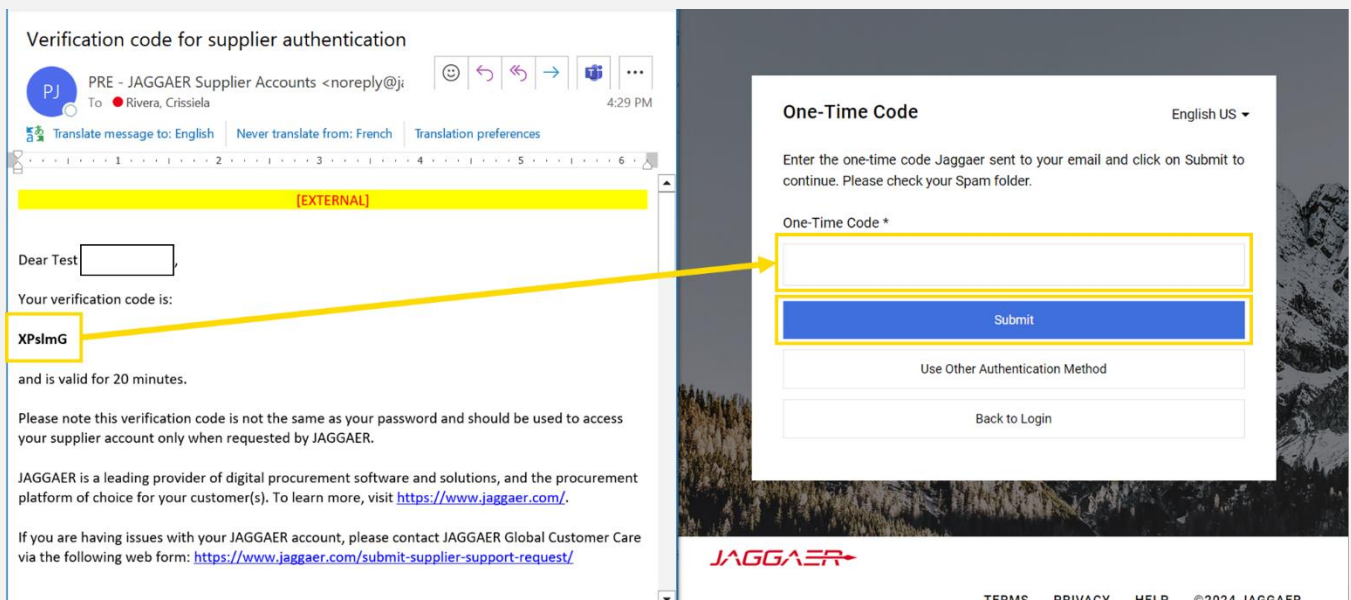 Verification code for supplier authentication
PJ
PRE - JAGGAER Supplier Accounts <noreply@ja
To Rivera, Crissiela
4:29 PM
Translate message to: English
Never translate from: French
Translation preferences
1 2 3 4 5 6
[EXTERNAL]
Dear Test ,
Your verification code is:
XPslmG
and is valid for 20 minutes.
Please note this verification code is not the same as your password and should be used to access
your supplier account only when requested by JAGGAER.
JAGGAER is a leading provider of digital procurement software and solutions, and the procurement
platform of choice for your customer(s). To learn more, visit https://www.jaggaer.com/.
If you are having issues with your JAGGAER account, please contact JAGGAER Global Customer Care
via the following web form: https://www.jaggaer.com/submit-supplier-support-request/
One-Time Code
English US
Enter the one-time code Jaggaer sent to your email and click on Submit to
continue. Please check your Spam folder.
One-Time Code *
Submit
Use Other Authentication Method
Back to Login
JAGGAER
TERMS PRIVACY HELP ©2024 JAGGAER